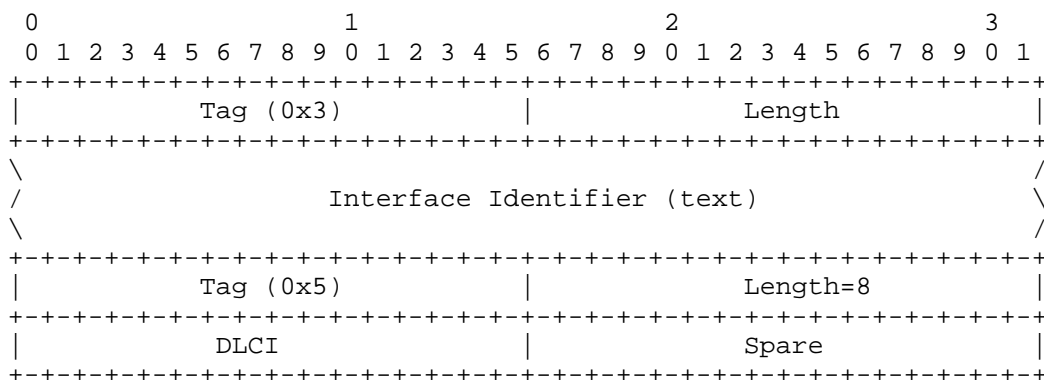 0                   1                   2                   3
 0 1 2 3 4 5 6 7 8 9 0 1 2 3 4 5 6 7 8 9 0 1 2 3 4 5 6 7 8 9 0 1
+-+-+-+-+-+-+-+-+-+-+-+-+-+-+-+-+-+-+-+-+-+-+-+-+-+-+-+-+-+-+-+-+
|           Tag (0x3)           |             Length            |
+-+-+-+-+-+-+-+-+-+-+-+-+-+-+-+-+-+-+-+-+-+-+-+-+-+-+-+-+-+-+-+-+
\                                                               /
/                   Interface Identifier (text)                 \
\                                                               /
+-+-+-+-+-+-+-+-+-+-+-+-+-+-+-+-+-+-+-+-+-+-+-+-+-+-+-+-+-+-+-+-+
|           Tag (0x5)           |             Length=8          |
+-+-+-+-+-+-+-+-+-+-+-+-+-+-+-+-+-+-+-+-+-+-+-+-+-+-+-+-+-+-+-+-+
|            DLCI               |             Spare             |
+-+-+-+-+-+-+-+-+-+-+-+-+-+-+-+-+-+-+-+-+-+-+-+-+-+-+-+-+-+-+-+-+